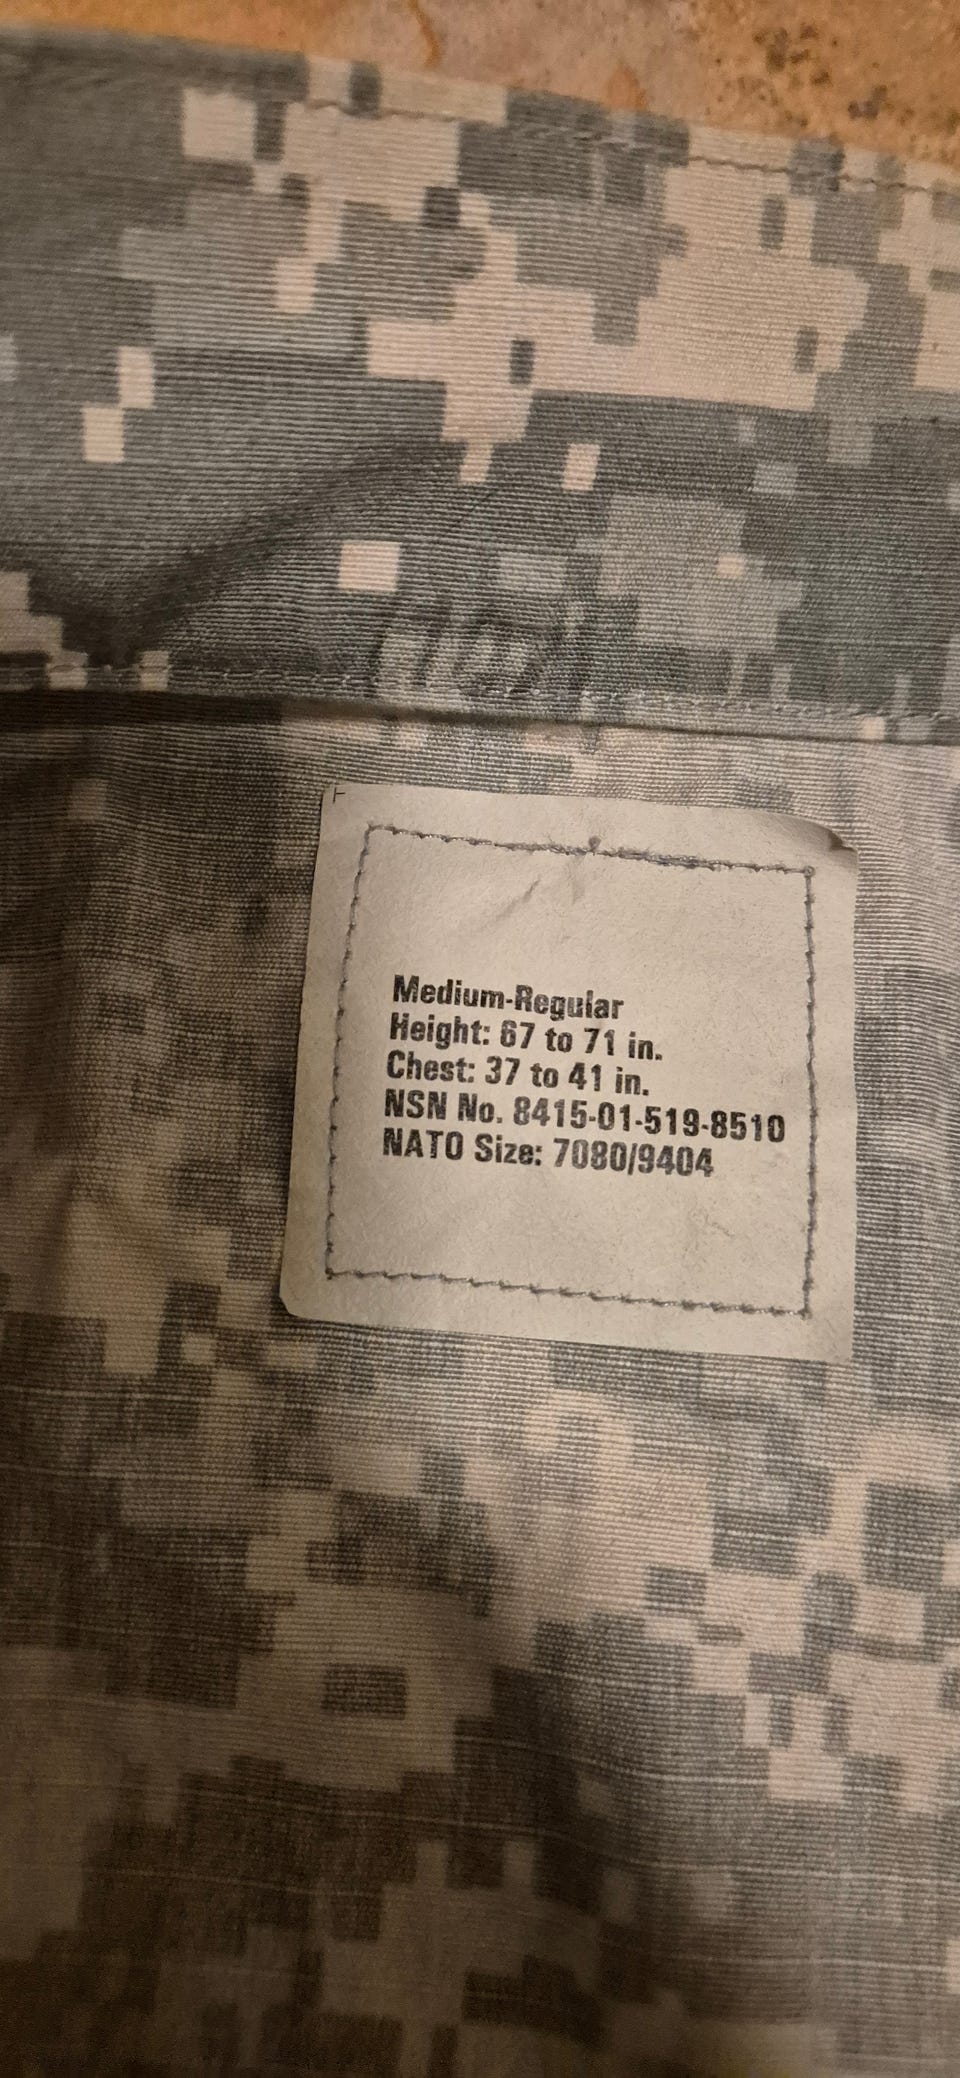 Medium-Regular
Height: 67 to 71 in.
Chest: 37 to 41 in.
NSN No. 8415-01-519-8510
NATO Size: 7080/9404